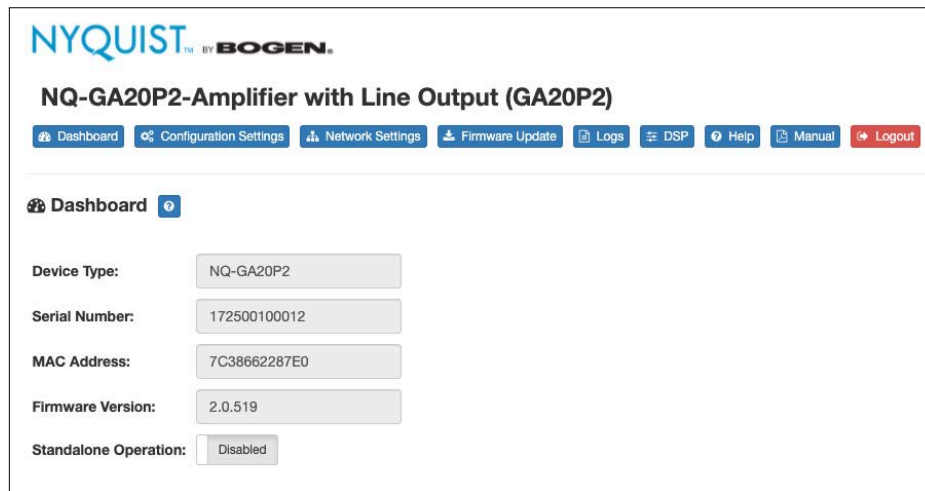 NYQUIST™ BY BOGEN®
NQ-GA20P2-Amplifier with Line Output (GA20P2)
Dashboard Configuration Settings Network Settings Firmware Update Logs DSP Help Manual Logout
Dashboard
Device Type: NQ-GA20P2
Serial Number: 172500100012
MAC Address: 7C38662287E0
Firmware Version: 2.0.519
Standalone Operation: Disabled